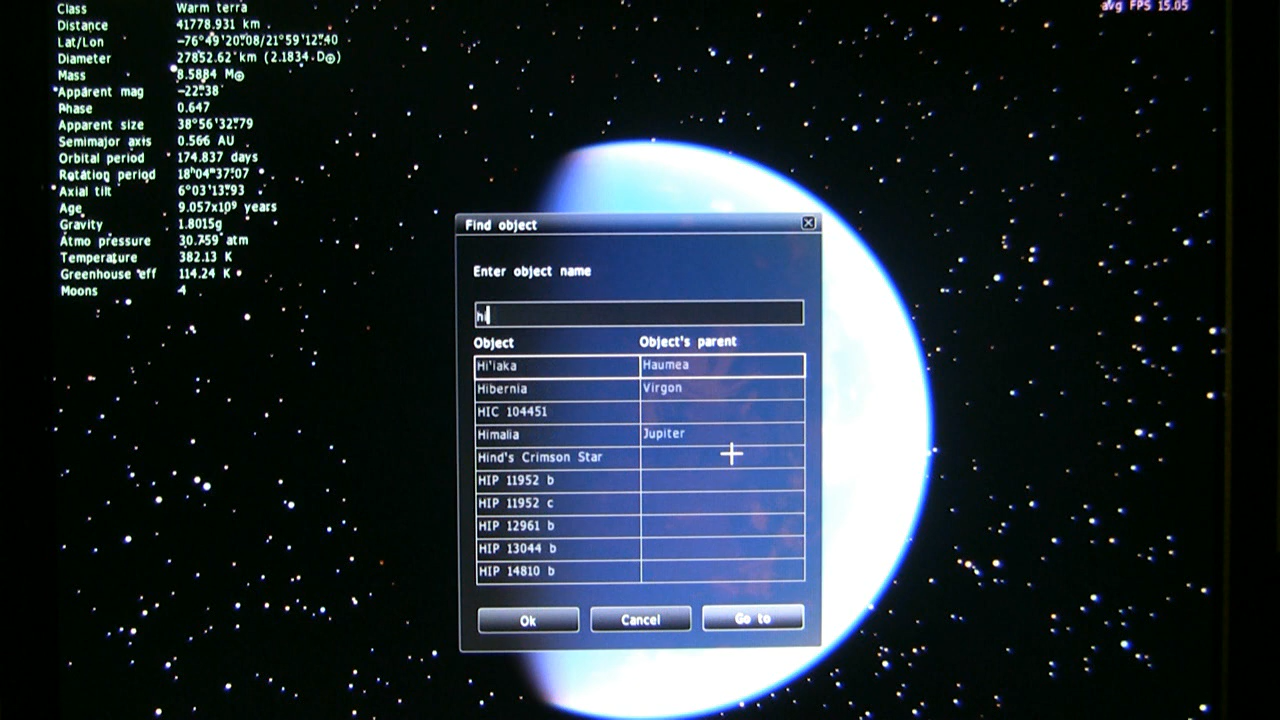 Class Warm terra
avg FPS 15.05
Distance 41778.931 km
Lat/Lon -76°49'20.08/21°59'12.40
Diameter 27852.62 km (2.1834 D⊕)
Mass 8.5884 M⊕
Apparent mag -22.38
Phase 0.647
Apparent size 38°56'32.79
Semimajor axis 0.566 AU
Orbital period 174.837 days
Rotation period 18h04m37.07
Axial tilt 6°03'13.93
Age 9.057x10⁹ years
Gravity 1.8015g
Atmo pressure 30.759 atm
Temperature 382.13 K
Greenhouse eff 114.24 K
Moons 4
Find object
Enter object name
hi
Object Object's parent
Hi'iaka Haumea
Hibernia Virgon
HIC 104451
Himalia Jupiter
Hind's Crimson Star
HIP 11952 b
HIP 11952 c
HIP 12961 b
HIP 13044 b
HIP 14810 b
Ok Cancel Go to